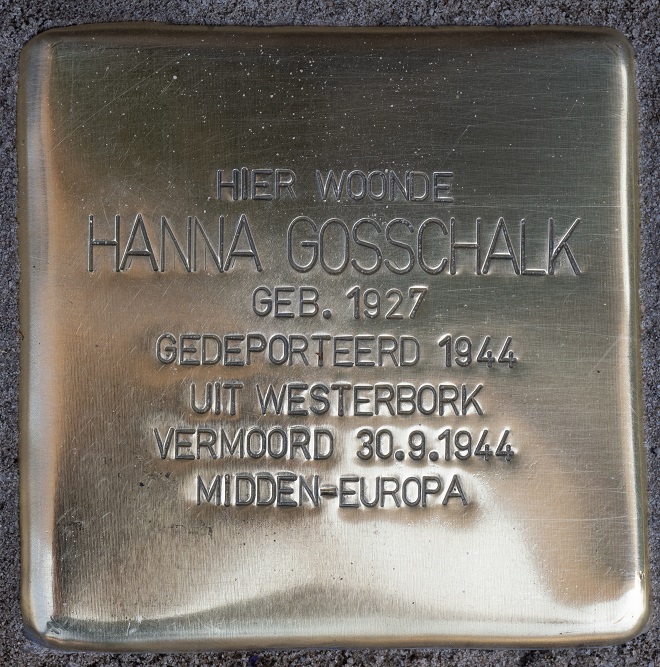 HIER WOONDE
HANNA GOSSCHALK
GEB. 1927
GEDEPORTEERD 1944
UIT WESTERBORK
VERMOORD 30.9.1944
MIDDEN-EUROPA